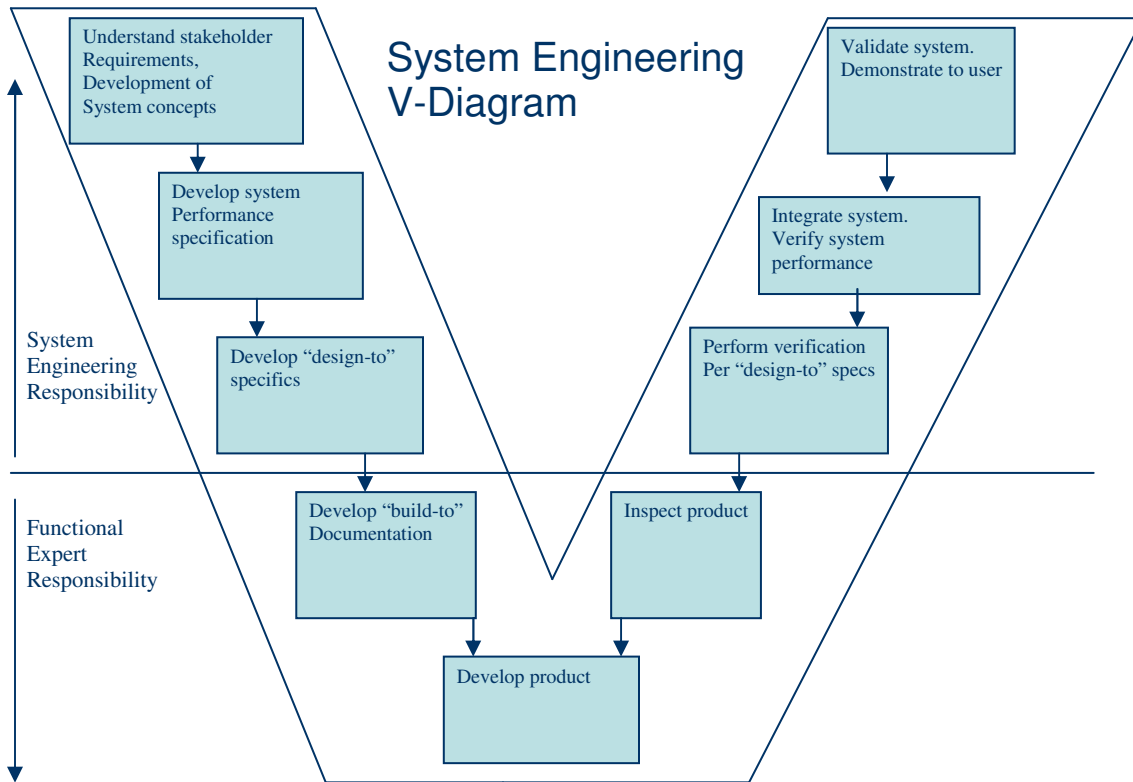 System Engineering
V-Diagram
Understand stakeholder
Requirements,
Development of
System concepts
Develop system
Performance
specification
Develop “design-to”
specifics
Develop “build-to”
Documentation
Develop product
Inspect product
Perform verification
Per “design-to” specs
Integrate system.
Verify system
performance
Validate system.
Demonstrate to user
System
Engineering
Responsibility
Functional
Expert
Responsibility